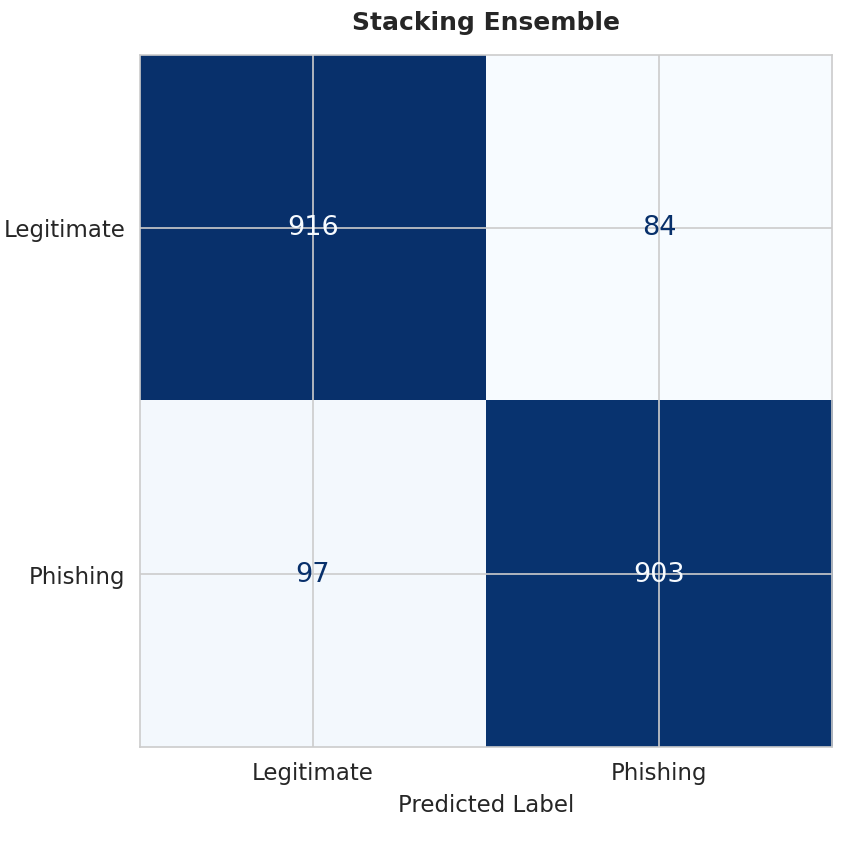 Stacking Ensemble
Legitimate
916
84
Phishing
97
903
Legitimate
Phishing
Predicted Label